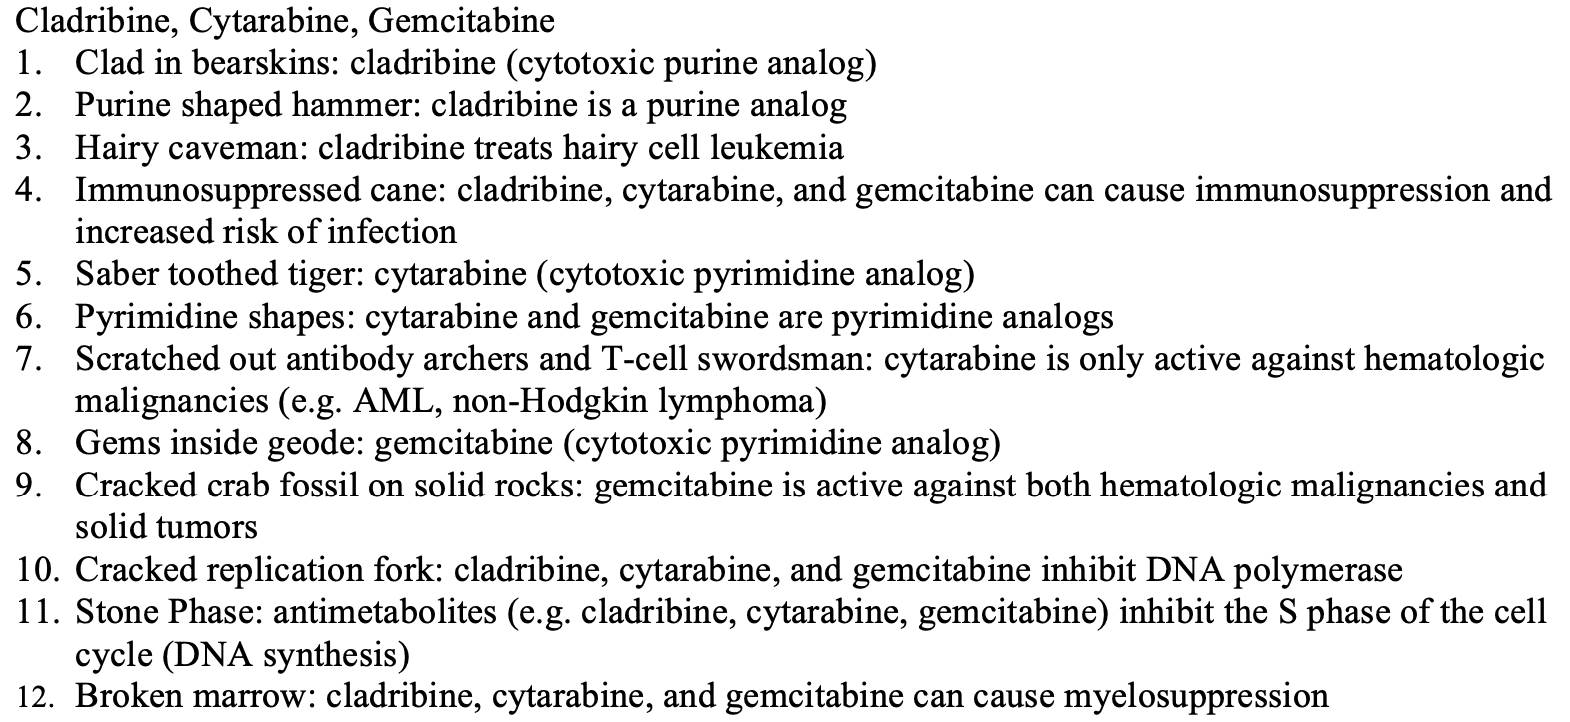 Cladribine, Cytarabine, Gemcitabine
1. Clad in bearskins: cladribine (cytotoxic purine analog)
2. Purine shaped hammer: cladribine is a purine analog
3. Hairy caveman: cladribine treats hairy cell leukemia
4. Immunosuppressed cane: cladribine, cytarabine, and gemcitabine can cause immunosuppression and
increased risk of infection
5. Saber toothed tiger: cytarabine (cytotoxic pyrimidine analog)
6. Pyrimidine shapes: cytarabine and gemcitabine are pyrimidine analogs
7. Scratched out antibody archers and T-cell swordsman: cytarabine is only active against hematologic
malignancies (e.g. AML, non-Hodgkin lymphoma)
8. Gems inside geode: gemcitabine (cytotoxic pyrimidine analog)
9. Cracked crab fossil on solid rocks: gemcitabine is active against both hematologic malignancies and
solid tumors
10. Cracked replication fork: cladribine, cytarabine, and gemcitabine inhibit DNA polymerase
11. Stone Phase: antimetabolites (e.g. cladribine, cytarabine, gemcitabine) inhibit the S phase of the cell
cycle (DNA synthesis)
12. Broken marrow: cladribine, cytarabine, and gemcitabine can cause myelosuppression